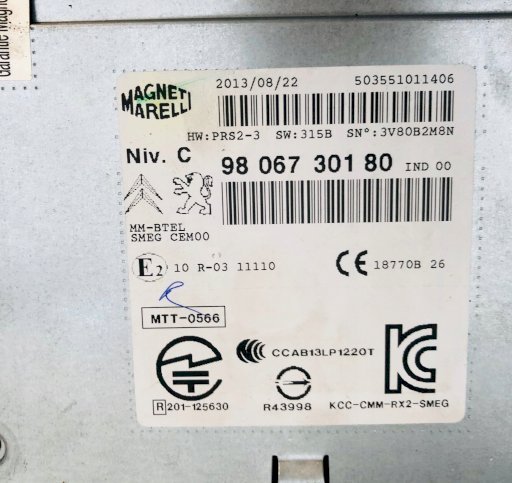 Garantie Magne
MAGNETI
MARELLI
2013/08/22 503551011406
HW:PRS2-3 SW:315B SN°:3V80B2M8N
Niv. C
98 067 301 80 IND 00
MM-BTEL
SMEG CEM00
E2 10 R-03 11110
CE 18770B 26
MTT-0566
CCAB13LP1220T
R 201-125630
R43998
KCC-CMM-RX2-SMEG